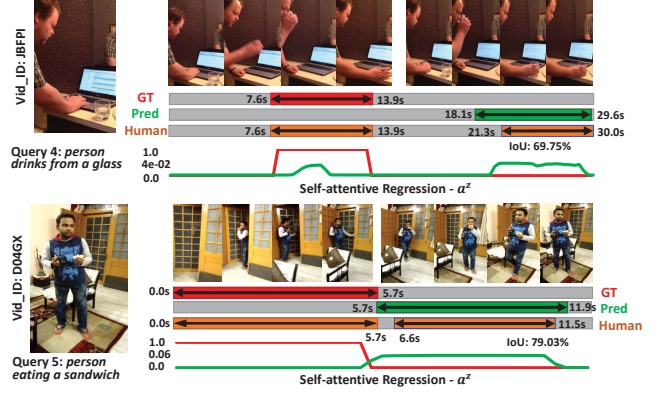 Vid_ID: JBFPI
GT
7.6s 13.9s
Pred
18.1s 29.6s
Human
7.6s 13.9s 21.3s 30.0s
Query 4: person
drinks from a glass
IoU: 69.75%
1.0
4e-02
0.0
Self-attentive Regression - a^z
Vid_ID: D04GX
0.0s 5.7s GT
5.7s 11.9s Pred
0.0s 5.7s 6.6s 11.5s Human
Query 5: person
eating a sandwich
IoU: 79.03%
1.0
0.06
0.0
Self-attentive Regression - a^z